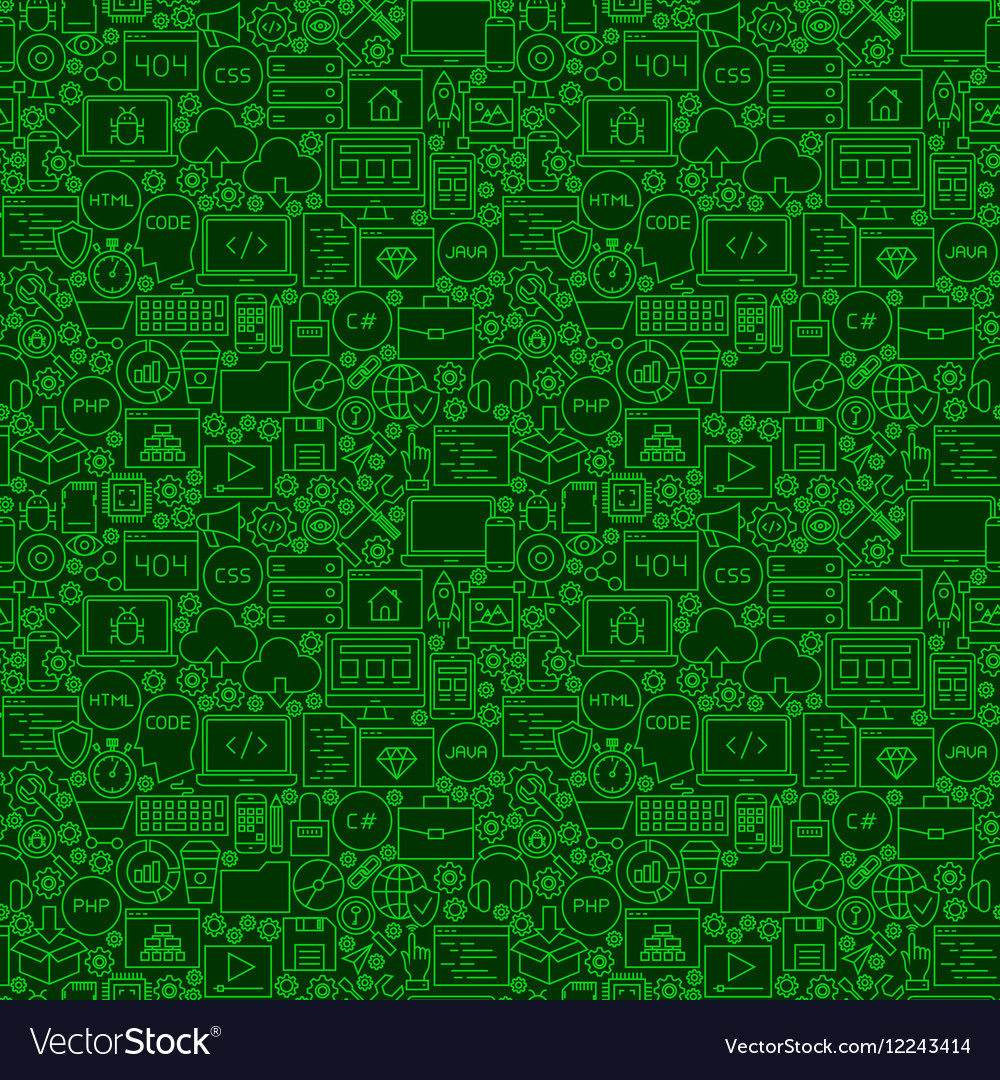 404 404
CSS CSS
HTML HTML
CODE CODE
</> </>
JAVA JAVA
C# C#
PHP PHP
</> </>
404 404
CSS CSS
HTML HTML
CODE CODE
</> </>
JAVA JAVA
C# C#
PHP PHP
VectorStock®
VectorStock.com/12243414